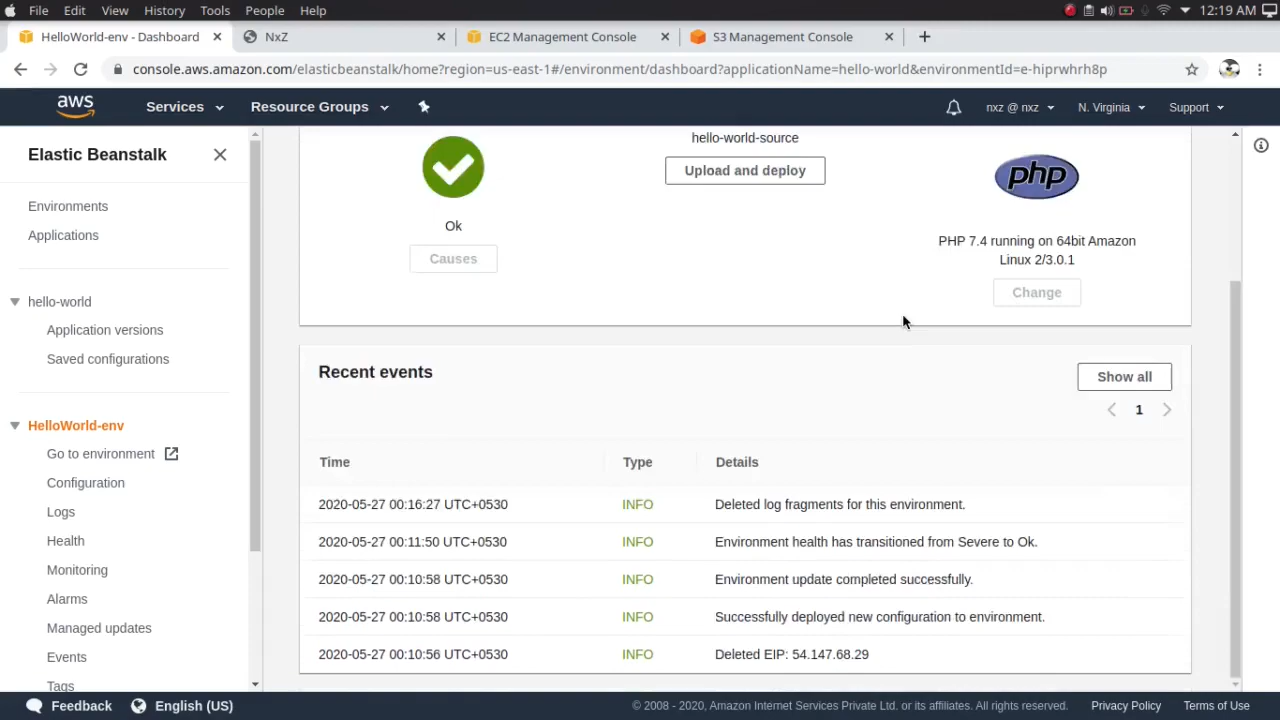 File Edit View History Tools People Help
12:19 AM
HelloWorld-env - Dashboard
NxZ
EC2 Management Console
S3 Management Console
console.aws.amazon.com/elasticbeanstalk/home?region=us-east-1#/environment/dashboard?applicationName=hello-world&environmentId=e-hiprwhrh8p
aws
Services
Resource Groups
nxz @ nxz
N. Virginia
Support
Elastic Beanstalk
Environments
Applications
hello-world
Application versions
Saved configurations
HelloWorld-env
Go to environment
Configuration
Logs
Health
Monitoring
Alarms
Managed updates
Events
Tags
Ok
Causes
hello-world-source
Upload and deploy
php
PHP 7.4 running on 64bit Amazon
Linux 2/3.0.1
Change
Recent events
Show all
1
Time Type Details
2020-05-27 00:16:27 UTC+0530 INFO Deleted log fragments for this environment.
2020-05-27 00:11:50 UTC+0530 INFO Environment health has transitioned from Severe to Ok.
2020-05-27 00:10:58 UTC+0530 INFO Environment update completed successfully.
2020-05-27 00:10:58 UTC+0530 INFO Successfully deployed new configuration to environment.
2020-05-27 00:10:56 UTC+0530 INFO Deleted EIP: 54.147.68.29
Feedback
English (US)
© 2008 - 2020, Amazon Internet Services Private Ltd. or its affiliates. All rights reserved.
Privacy Policy
Terms of Use